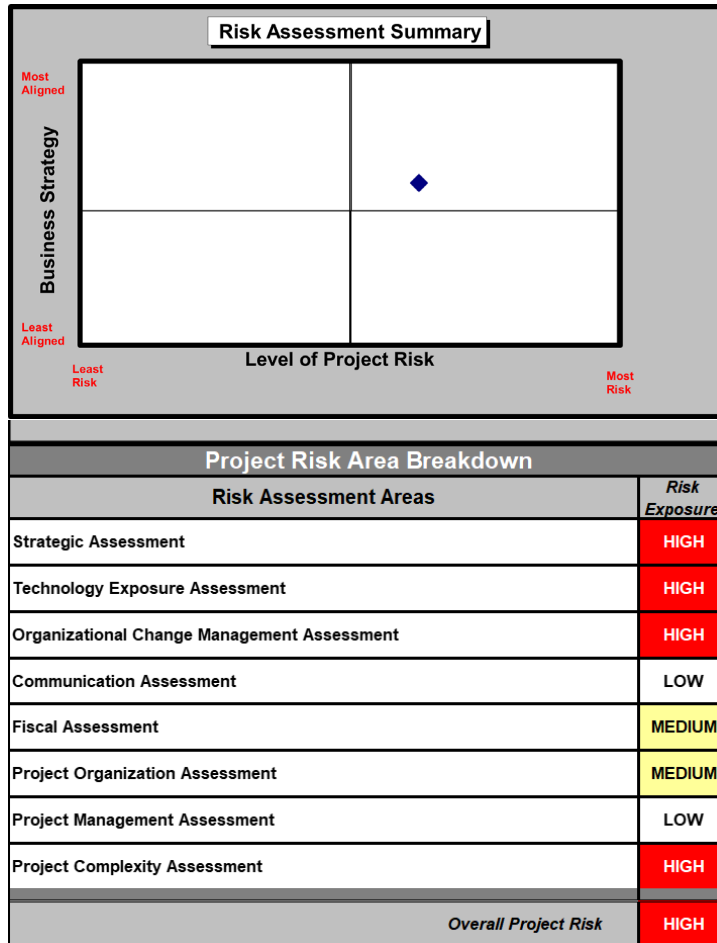 Risk Assessment Summary
Most
Aligned
Business Strategy
Least
Aligned
Level of Project Risk
Least
Risk
Most
Risk
Project Risk Area Breakdown
Risk Assessment Areas
Risk
Exposure
Strategic Assessment HIGH
Technology Exposure Assessment HIGH
Organizational Change Management Assessment HIGH
Communication Assessment LOW
Fiscal Assessment MEDIUM
Project Organization Assessment MEDIUM
Project Management Assessment LOW
Project Complexity Assessment HIGH
Overall Project Risk HIGH